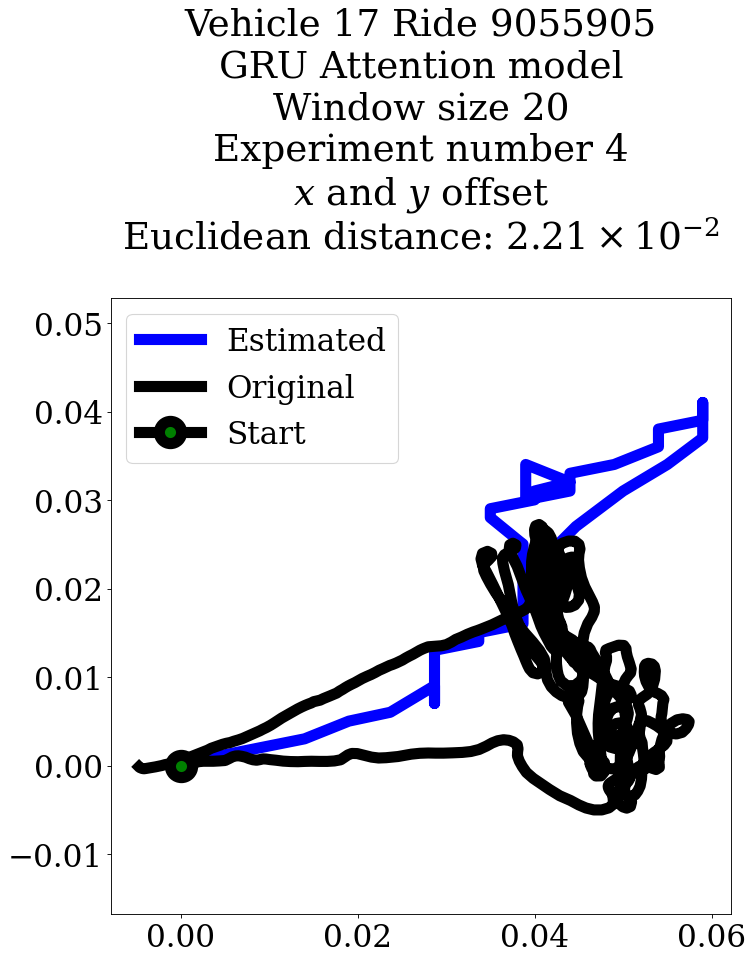 Vehicle 17 Ride 9055905
GRU Attention model
Window size 20
Experiment number 4
x and y offset
Euclidean distance: 2.21 × 10⁻²
Estimated
Original
Start
0.05
0.04
0.03
0.02
0.01
0.00
−0.01
0.00 0.02 0.04 0.06